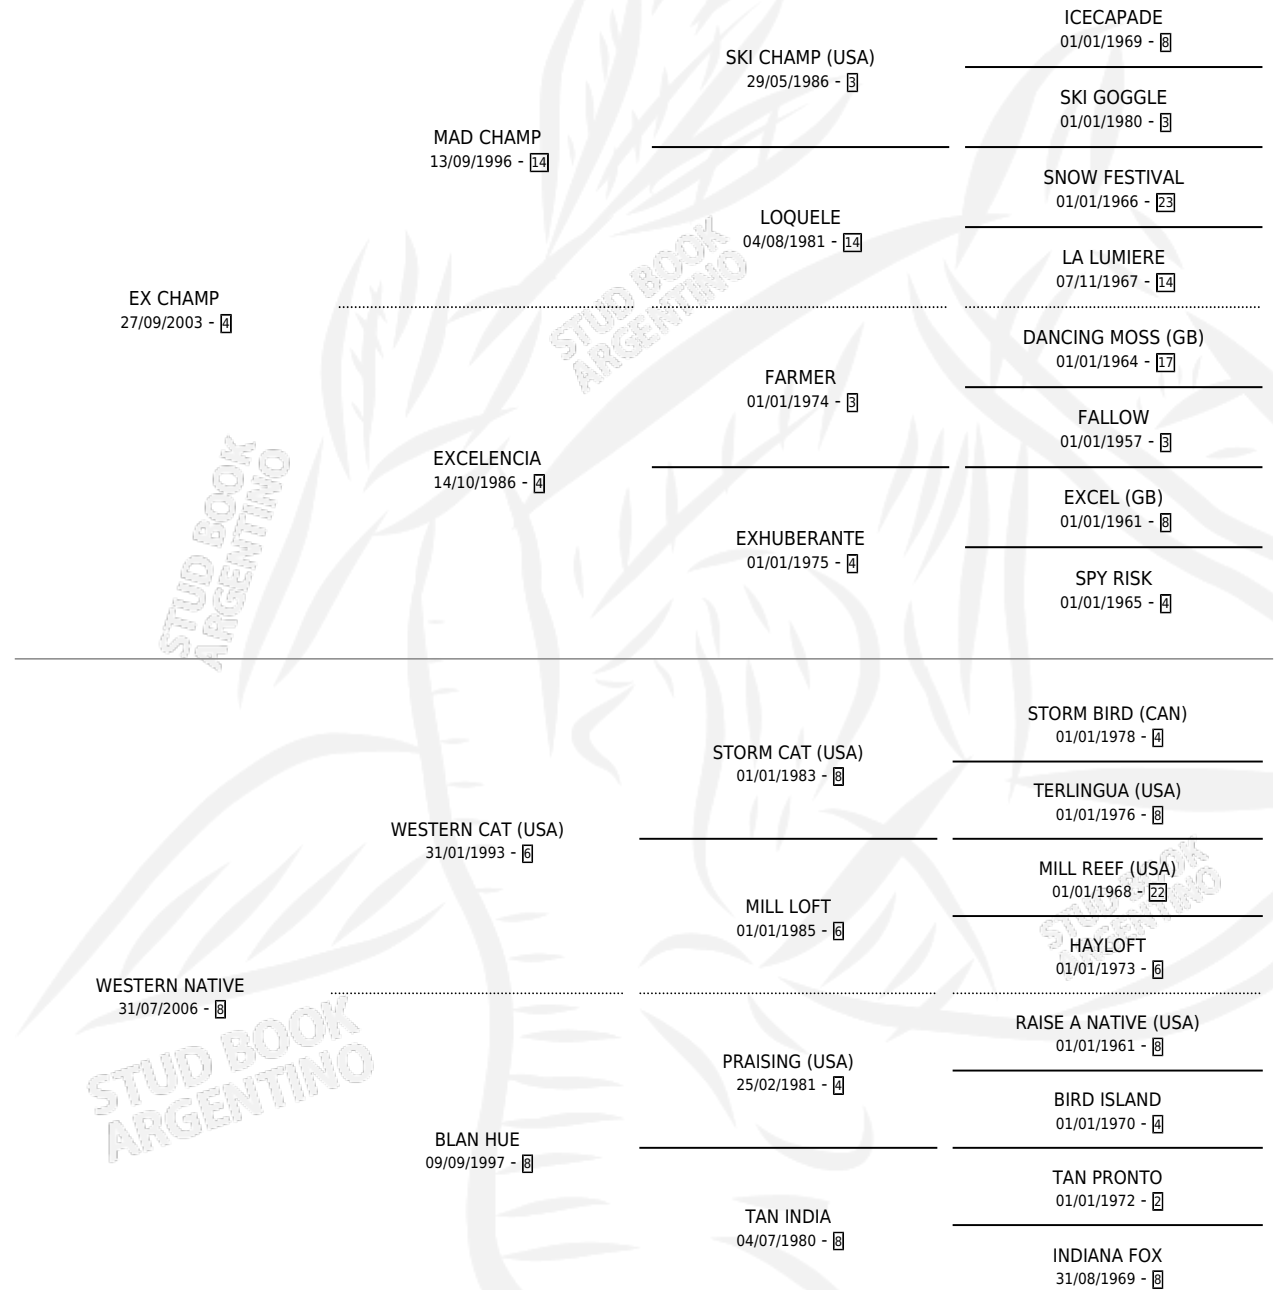 ICECAPADE
01/01/1969 - 8
SKI CHAMP (USA)
29/05/1986 - 3
SKI GOGGLE
01/01/1980 - 3
MAD CHAMP
13/09/1996 - 14
SNOW FESTIVAL
01/01/1966 - 23
LOQUELE
04/08/1981 - 14
LA LUMIERE
07/11/1967 - 14
EX CHAMP
27/09/2003 - 4
DANCING MOSS (GB)
01/01/1964 - 17
FARMER
01/01/1974 - 3
FALLOW
01/01/1957 - 3
EXCELENCIA
14/10/1986 - 4
EXCEL (GB)
01/01/1961 - 8
EXHUBERANTE
01/01/1975 - 4
SPY RISK
01/01/1965 - 4
STORM BIRD (CAN)
01/01/1978 - 4
STORM CAT (USA)
01/01/1983 - 8
TERLINGUA (USA)
01/01/1976 - 8
WESTERN CAT (USA)
31/01/1993 - 6
MILL REEF (USA)
01/01/1968 - 22
MILL LOFT
01/01/1985 - 6
HAYLOFT
01/01/1973 - 6
WESTERN NATIVE
31/07/2006 - 8
RAISE A NATIVE (USA)
01/01/1961 - 8
PRAISING (USA)
25/02/1981 - 4
BIRD ISLAND
01/01/1970 - 4
BLAN HUE
09/09/1997 - 8
TAN PRONTO
01/01/1972 - 2
TAN INDIA
04/07/1980 - 8
INDIANA FOX
31/08/1969 - 8
STUD BOOK
ARGENTINO
STUD BOOK
ARGENTINO
STUD BOOK
ARGENTINO
STUD BOOK
ARGENTINO